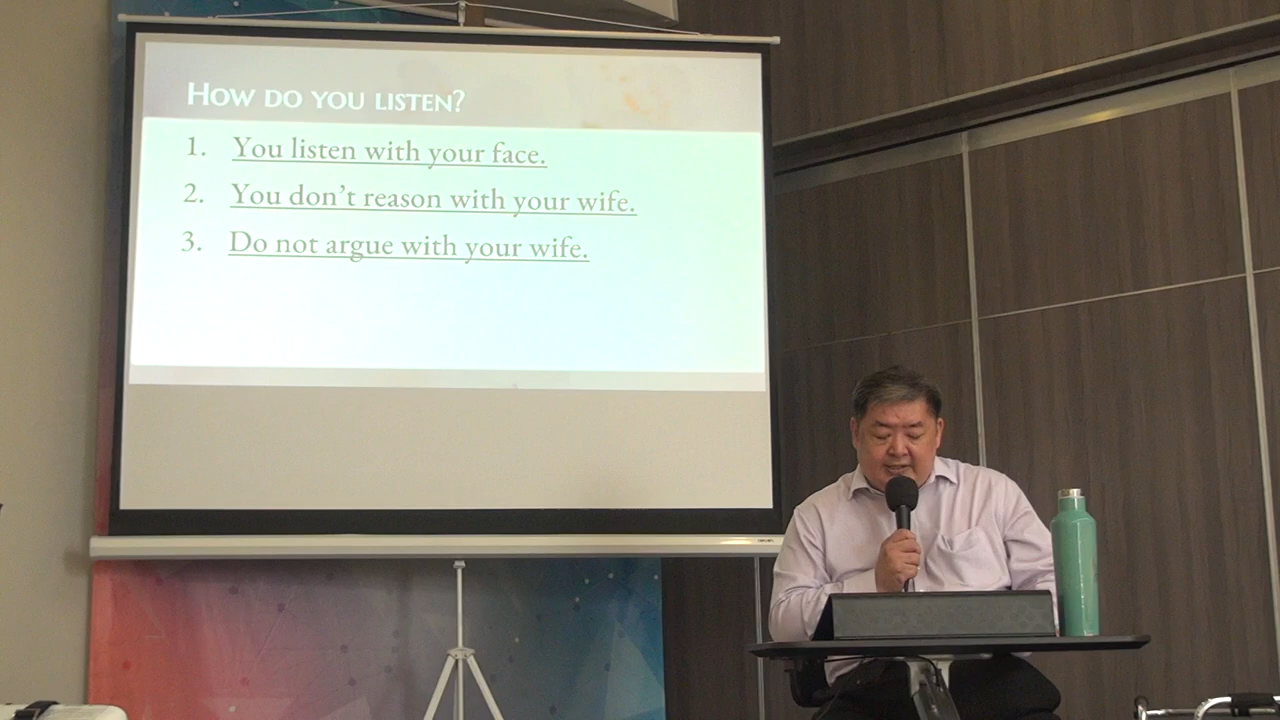 How do you listen?
1. You listen with your face.
2. You don't reason with your wife.
3. Do not argue with your wife.